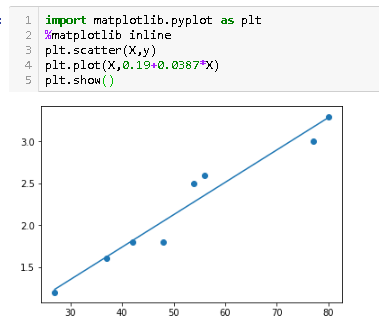 1 import matplotlib.pyplot as plt
2 %matplotlib inline
3 plt.scatter(X,y)
4 plt.plot(X,0.19+0.0387*X)
5 plt.show()
3.0
2.5
2.0
1.5
30 40 50 60 70 80